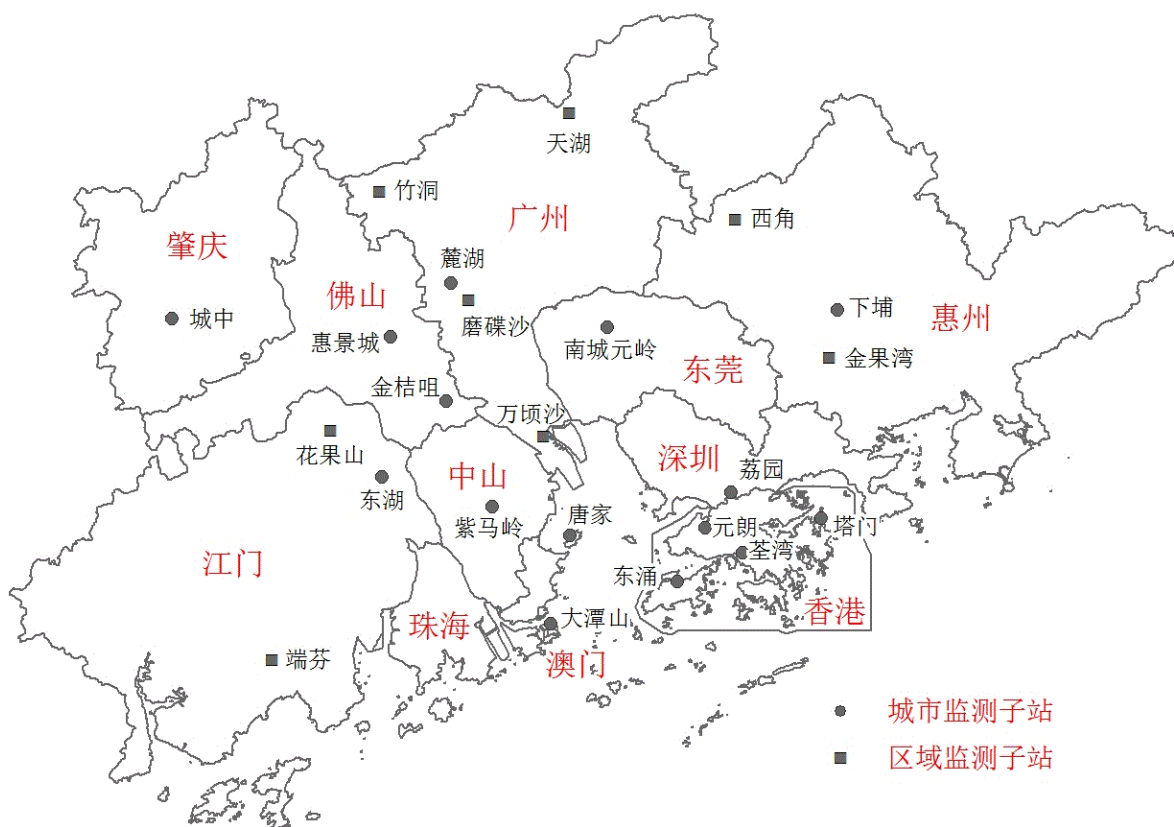 天湖
竹洞
广州
西角
肇庆
麓湖
佛山
磨碟沙
下埔
惠州
城中
惠景城
南城元岭
东莞
金果湾
金桔咀
万顷沙
花果山
中山
深圳
荔园
东湖
紫马岭
唐家
元朗
塔门
荃湾
江门
东涌
香港
珠海
大潭山
端芬
澳门
城市监测子站
区域监测子站